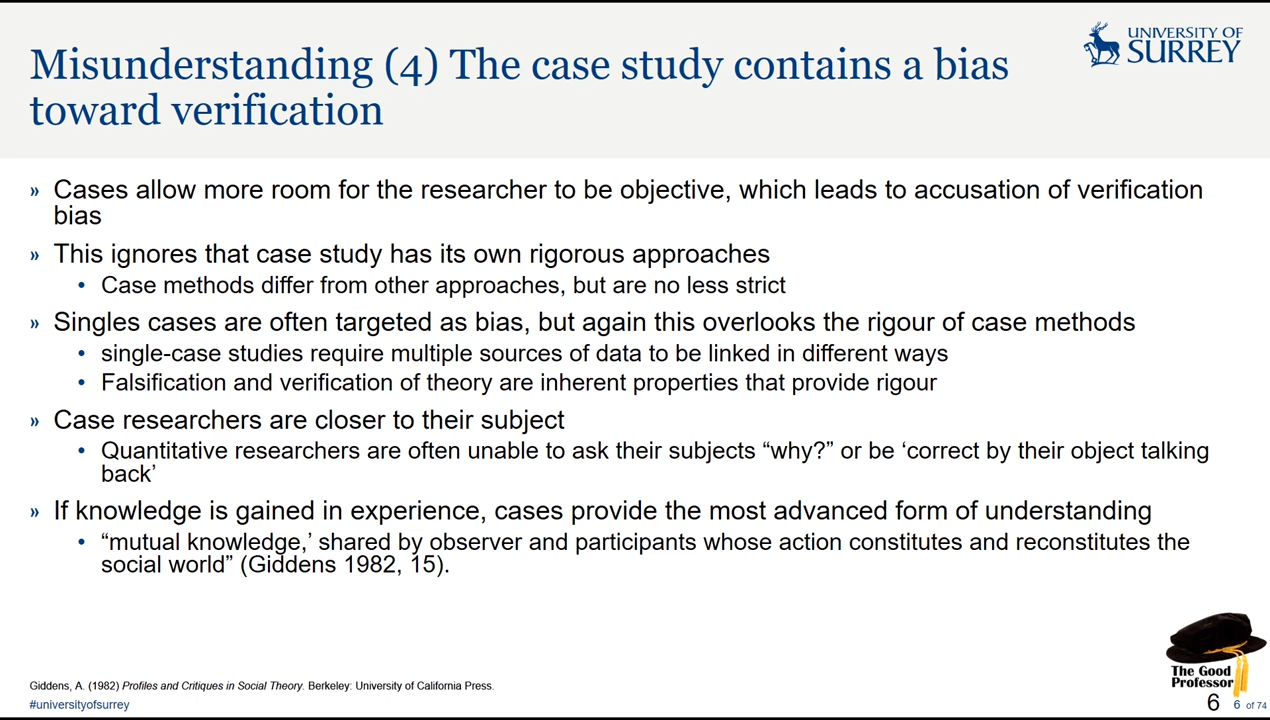 Misunderstanding (4) The case study contains a bias
toward verification
UNIVERSITY OF
SURREY
» Cases allow more room for the researcher to be objective, which leads to accusation of verification
bias
» This ignores that case study has its own rigorous approaches
• Case methods differ from other approaches, but are no less strict
» Singles cases are often targeted as bias, but again this overlooks the rigour of case methods
• single-case studies require multiple sources of data to be linked in different ways
• Falsification and verification of theory are inherent properties that provide rigour
» Case researchers are closer to their subject
• Quantitative researchers are often unable to ask their subjects “why?” or be ‘correct by their object talking
back’
» If knowledge is gained in experience, cases provide the most advanced form of understanding
• “mutual knowledge,’ shared by observer and participants whose action constitutes and reconstitutes the
social world” (Giddens 1982, 15).
Giddens, A. (1982) Profiles and Critiques in Social Theory. Berkeley: University of California Press.
#universityofsurrey
The Good
Professor
6 6 of 74